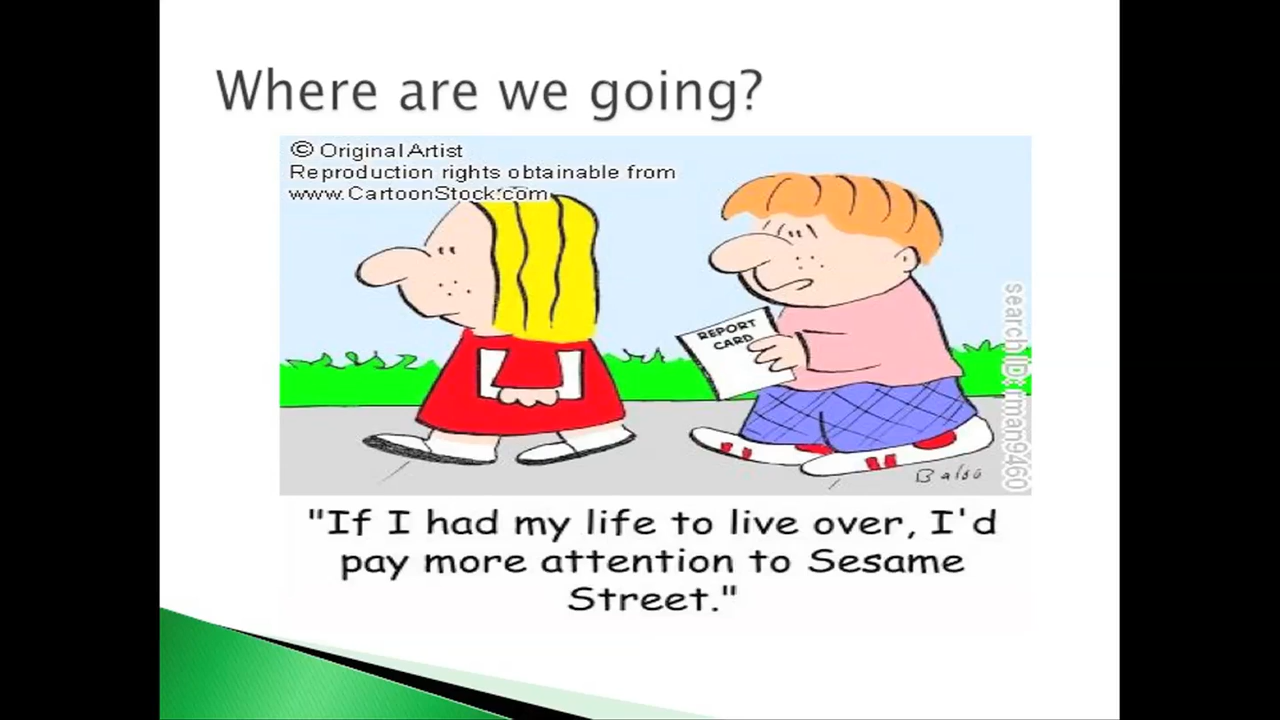 Where are we going?
© Original Artist
Reproduction rights obtainable from
www.CartoonStock.com
REPORT
CARD
search ID: rman9460
Baloo
"If I had my life to live over, I'd
pay more attention to Sesame
Street."